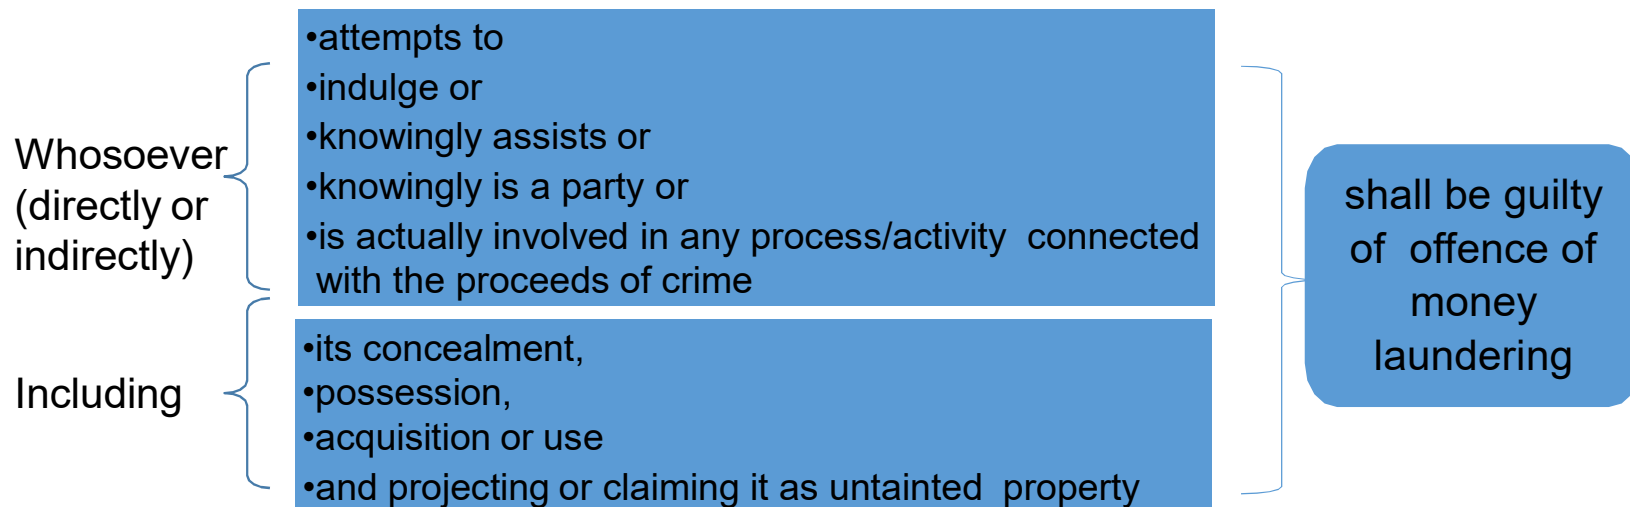 Whosoever
(directly or
indirectly)
•attempts to
•indulge or
•knowingly assists or
•knowingly is a party or
•is actually involved in any process/activity connected
with the proceeds of crime
Including
•its concealment,
•possession,
•acquisition or use
•and projecting or claiming it as untainted property
shall be guilty
of offence of
money
laundering